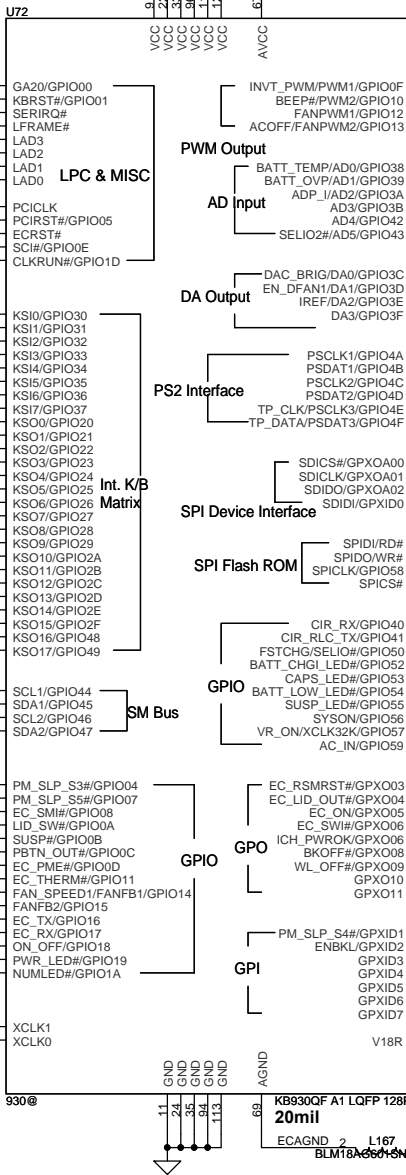 U72
VCC
VCC
VCC
VCC
VCC
VCC
AVCC
GA20/GPIO00
KBRST#/GPIO01
SERIRQ#
LFRAME#
LAD3
LAD2
LAD1
LAD0
LPC & MISC
PCICLK
PCIRST#/GPIO05
ECRST#
SCI#/GPIO0E
CLKRUN#/GPIO1D
KSI0/GPIO30
KSI1/GPIO31
KSI2/GPIO32
KSI3/GPIO33
KSI4/GPIO34
KSI5/GPIO35
KSI6/GPIO36
KSI7/GPIO37
KSO0/GPIO20
KSO1/GPIO21
KSO2/GPIO22
KSO3/GPIO23
KSO4/GPIO24
KSO5/GPIO25
KSO6/GPIO26
KSO7/GPIO27
KSO8/GPIO28
KSO9/GPIO29
KSO10/GPIO2A
KSO11/GPIO2B
KSO12/GPIO2C
KSO13/GPIO2D
KSO14/GPIO2E
KSO15/GPIO2F
KSO16/GPIO48
KSO17/GPIO49
Int. K/B
Matrix
SCL1/GPIO44
SDA1/GPIO45
SCL2/GPIO46
SDA2/GPIO47
SM Bus
PM_SLP_S3#/GPIO04
PM_SLP_S5#/GPIO07
EC_SMI#/GPIO08
LID_SW#/GPIO0A
SUSP#/GPIO0B
PBTN_OUT#/GPIO0C
EC_PME#/GPIO0D
EC_THERM#/GPIO11
FAN_SPEED1/FANFB1/GPIO14
FANFB2/GPIO15
EC_TX/GPIO16
EC_RX/GPIO17
ON_OFF/GPIO18
PWR_LED#/GPIO19
NUMLED#/GPIO1A
GPIO
XCLK1
XCLK0
INVT_PWM/PWM1/GPIO0F
BEEP#/PWM2/GPIO10
FANPWM1/GPIO12
ACOFF/FANPWM2/GPIO13
PWM Output
BATT_TEMP/AD0/GPIO38
BATT_OVP/AD1/GPIO39
ADP_I/AD2/GPIO3A
AD3/GPIO3B
AD4/GPIO42
SELIO2#/AD5/GPIO43
AD Input
DAC_BRIG/DA0/GPIO3C
EN_DFAN1/DA1/GPIO3D
IREF/DA2/GPIO3E
DA3/GPIO3F
DA Output
PSCLK1/GPIO4A
PSDAT1/GPIO4B
PSCLK2/GPIO4C
PSDAT2/GPIO4D
TP_CLK/PSCLK3/GPIO4E
TP_DATA/PSDAT3/GPIO4F
PS2 Interface
SDICS#/GPXOA00
SDICLK/GPXOA01
SDIDO/GPXOA02
SDIDI/GPXID0
SPI Device Interface
SPIDI/RD#
SPIDO/WR#
SPICLK/GPIO58
SPICS#
SPI Flash ROM
CIR_RX/GPIO40
CIR_RLC_TX/GPIO41
FSTCHG/SELIO#/GPIO50
BATT_CHGI_LED#/GPIO52
CAPS_LED#/GPIO53
BATT_LOW_LED#/GPIO54
SUSP_LED#/GPIO55
SYSON/GPIO56
VR_ON/XCLK32K/GPIO57
AC_IN/GPIO59
GPIO
EC_RSMRST#/GPXO03
EC_LID_OUT#/GPXO04
EC_ON/GPXO05
EC_SWI#/GPXO06
ICH_PWROK/GPXO06
BKOFF#/GPXO08
WL_OFF#/GPXO09
GPXO10
GPXO11
GPO
PM_SLP_S4#/GPXID1
ENBKL/GPXID2
GPXID3
GPXID4
GPXID5
GPXID6
GPXID7
GPI
V18R
GND
GND
GND
GND
GND
AGND
930@
11
24
35
94
113
69
KB930QF A1 LQFP 128P
20mil
ECAGND 2
L167